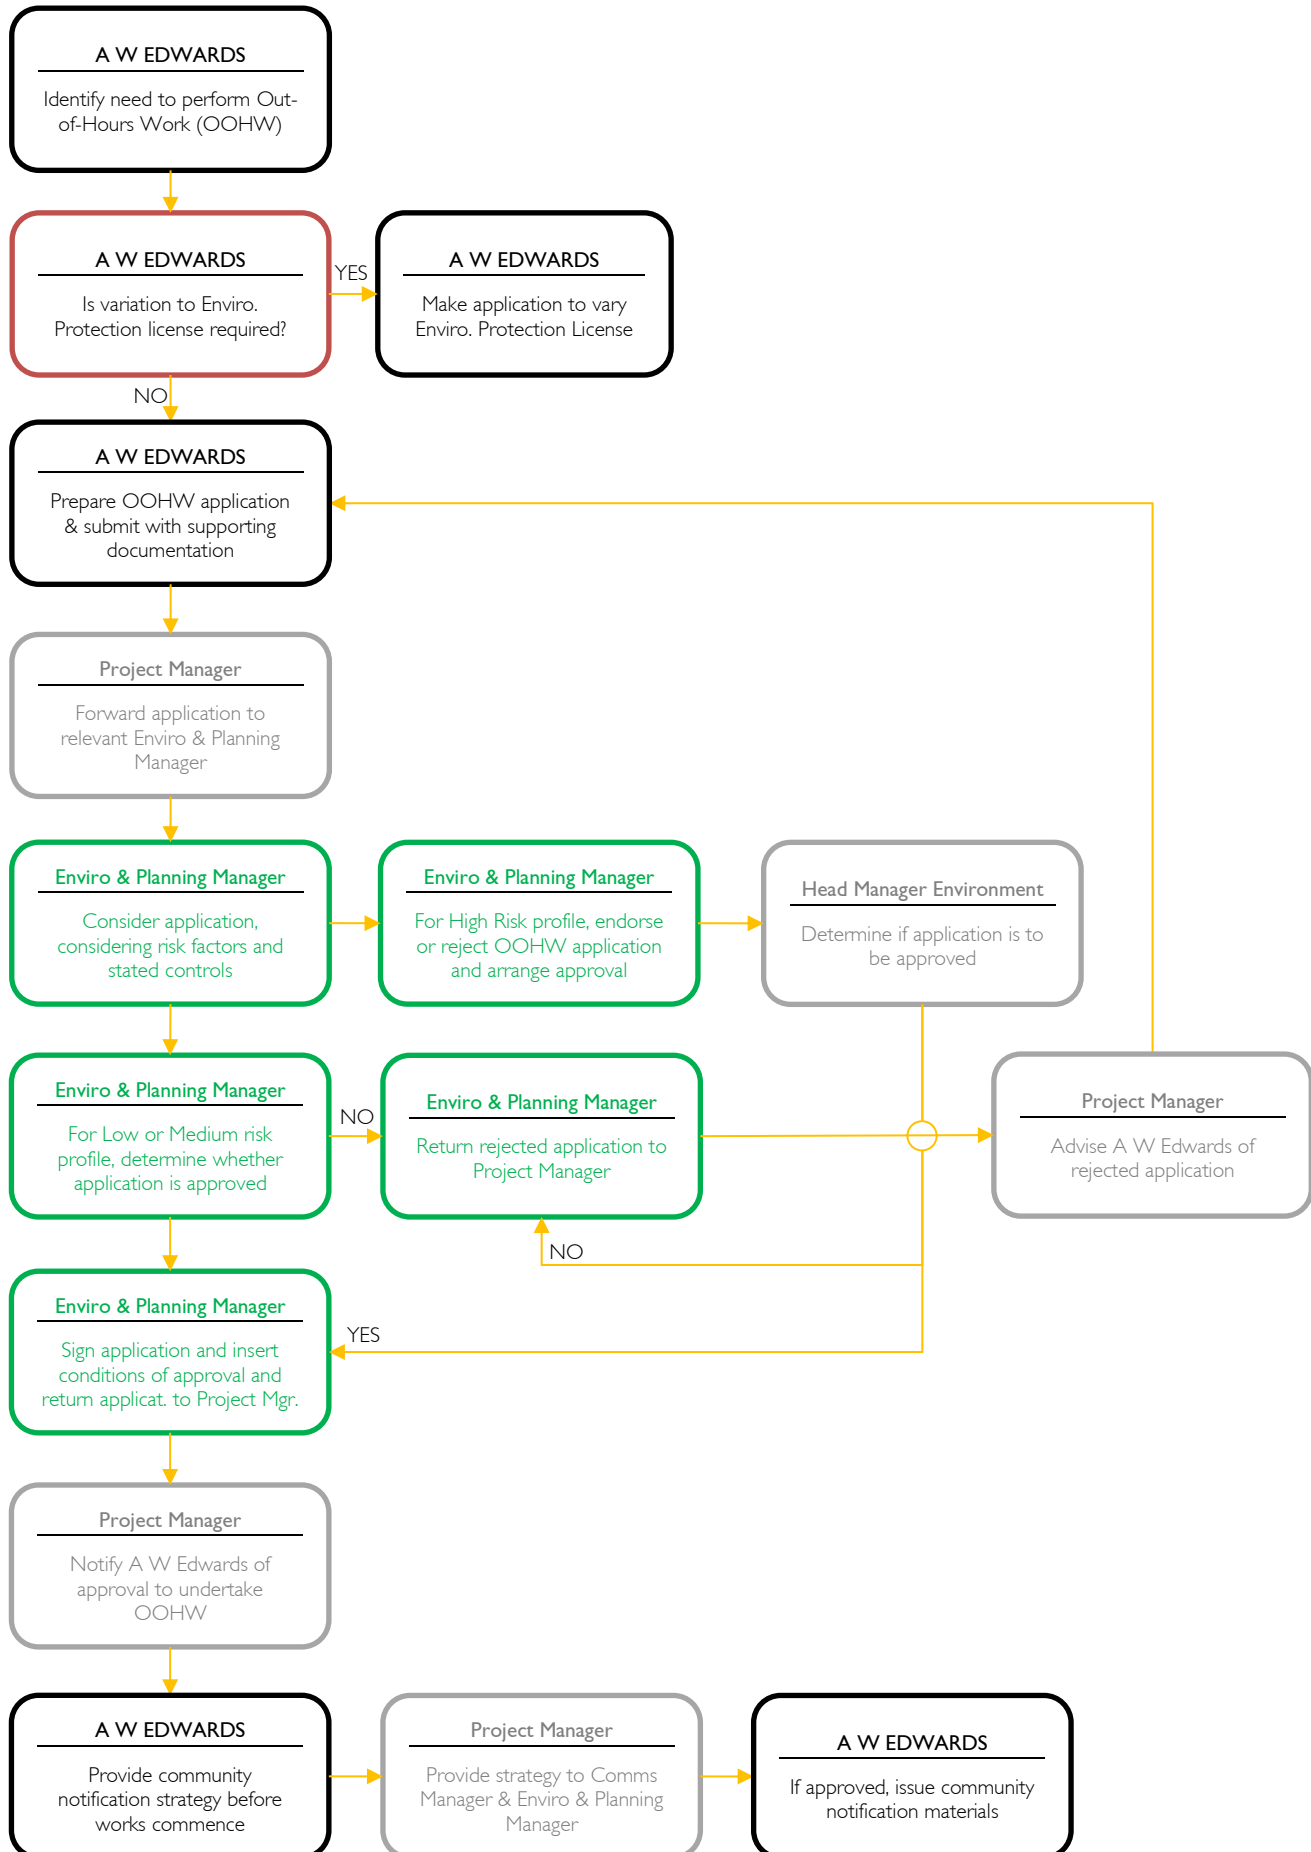 A W EDWARDS
Identify need to perform Out-
of-Hours Work (OOHW)
A W EDWARDS
Is variation to Enviro.
Protection license required?
YES
A W EDWARDS
Make application to vary
Enviro. Protection License
NO
A W EDWARDS
Prepare OOHW application
& submit with supporting
documentation
Project Manager
Forward application to
relevant Enviro & Planning
Manager
Enviro & Planning Manager
Consider application,
considering risk factors and
stated controls
Enviro & Planning Manager
For High Risk profile, endorse
or reject OOHW application
and arrange approval
Head Manager Environment
Determine if application is to
be approved
Enviro & Planning Manager
For Low or Medium risk
profile, determine whether
application is approved
NO
Enviro & Planning Manager
Return rejected application to
Project Manager
Project Manager
Advise A W Edwards of
rejected application
NO
Enviro & Planning Manager
Sign application and insert
conditions of approval and
return applicat. to Project Mgr.
YES
Project Manager
Notify A W Edwards of
approval to undertake
OOHW
A W EDWARDS
Provide community
notification strategy before
works commence
Project Manager
Provide strategy to Comms
Manager & Enviro & Planning
Manager
A W EDWARDS
If approved, issue community
notification materials